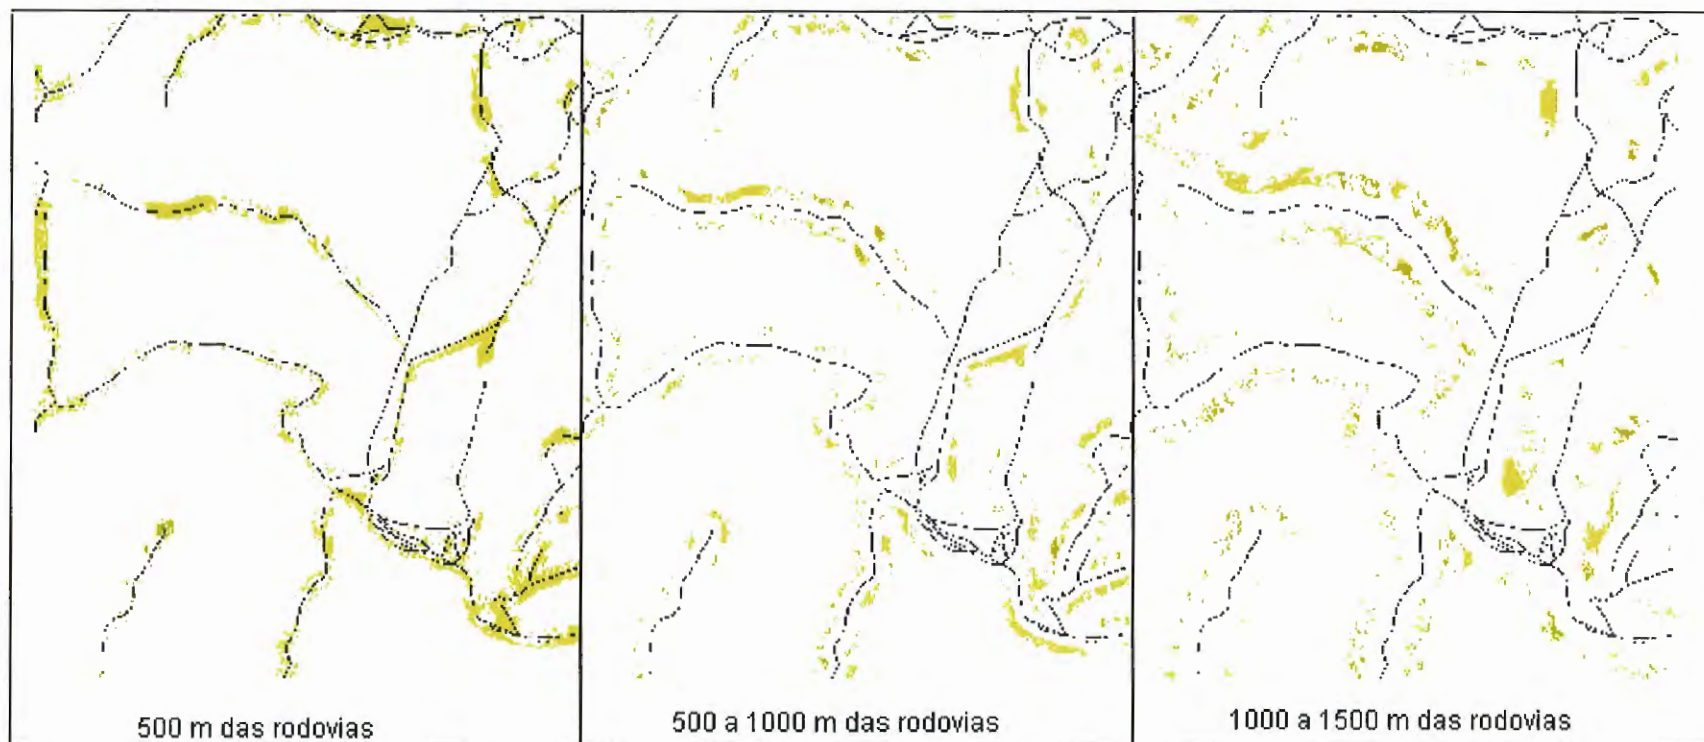 500 m das rodovias
500 a 1000 m das rodovias
1000 a 1500 m das rodovias